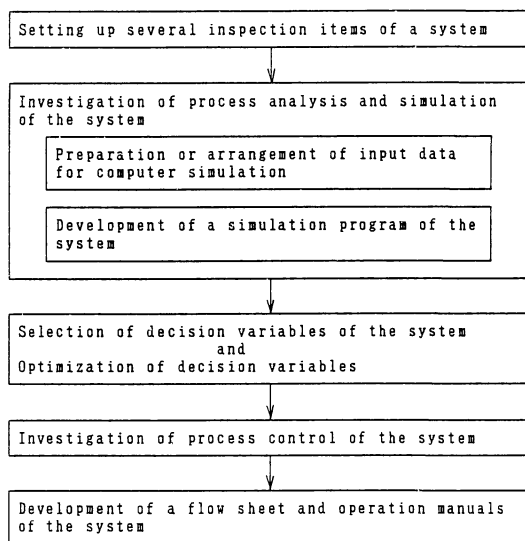 Setting up several inspection items of a system
Investigation of process analysis and simulation
of the system
Preparation or arrangement of input data
for computer simulation
Development of a simulation program of the
system
Selection of decision variables of the system
and
Optimization of decision variables
Investigation of process control of the system
Development of a flow sheet and operation manuals
of the system